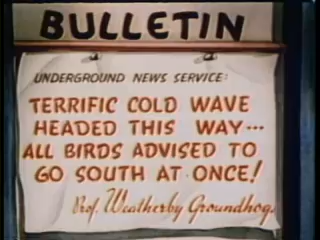 BULLETIN
UNDERGROUND NEWS SERVICE:
TERRIFIC COLD WAVE
HEADED THIS WAY---
ALL BIRDS ADVISED TO
GO SOUTH AT ONCE!
Prof. Weatherby Groundhog.